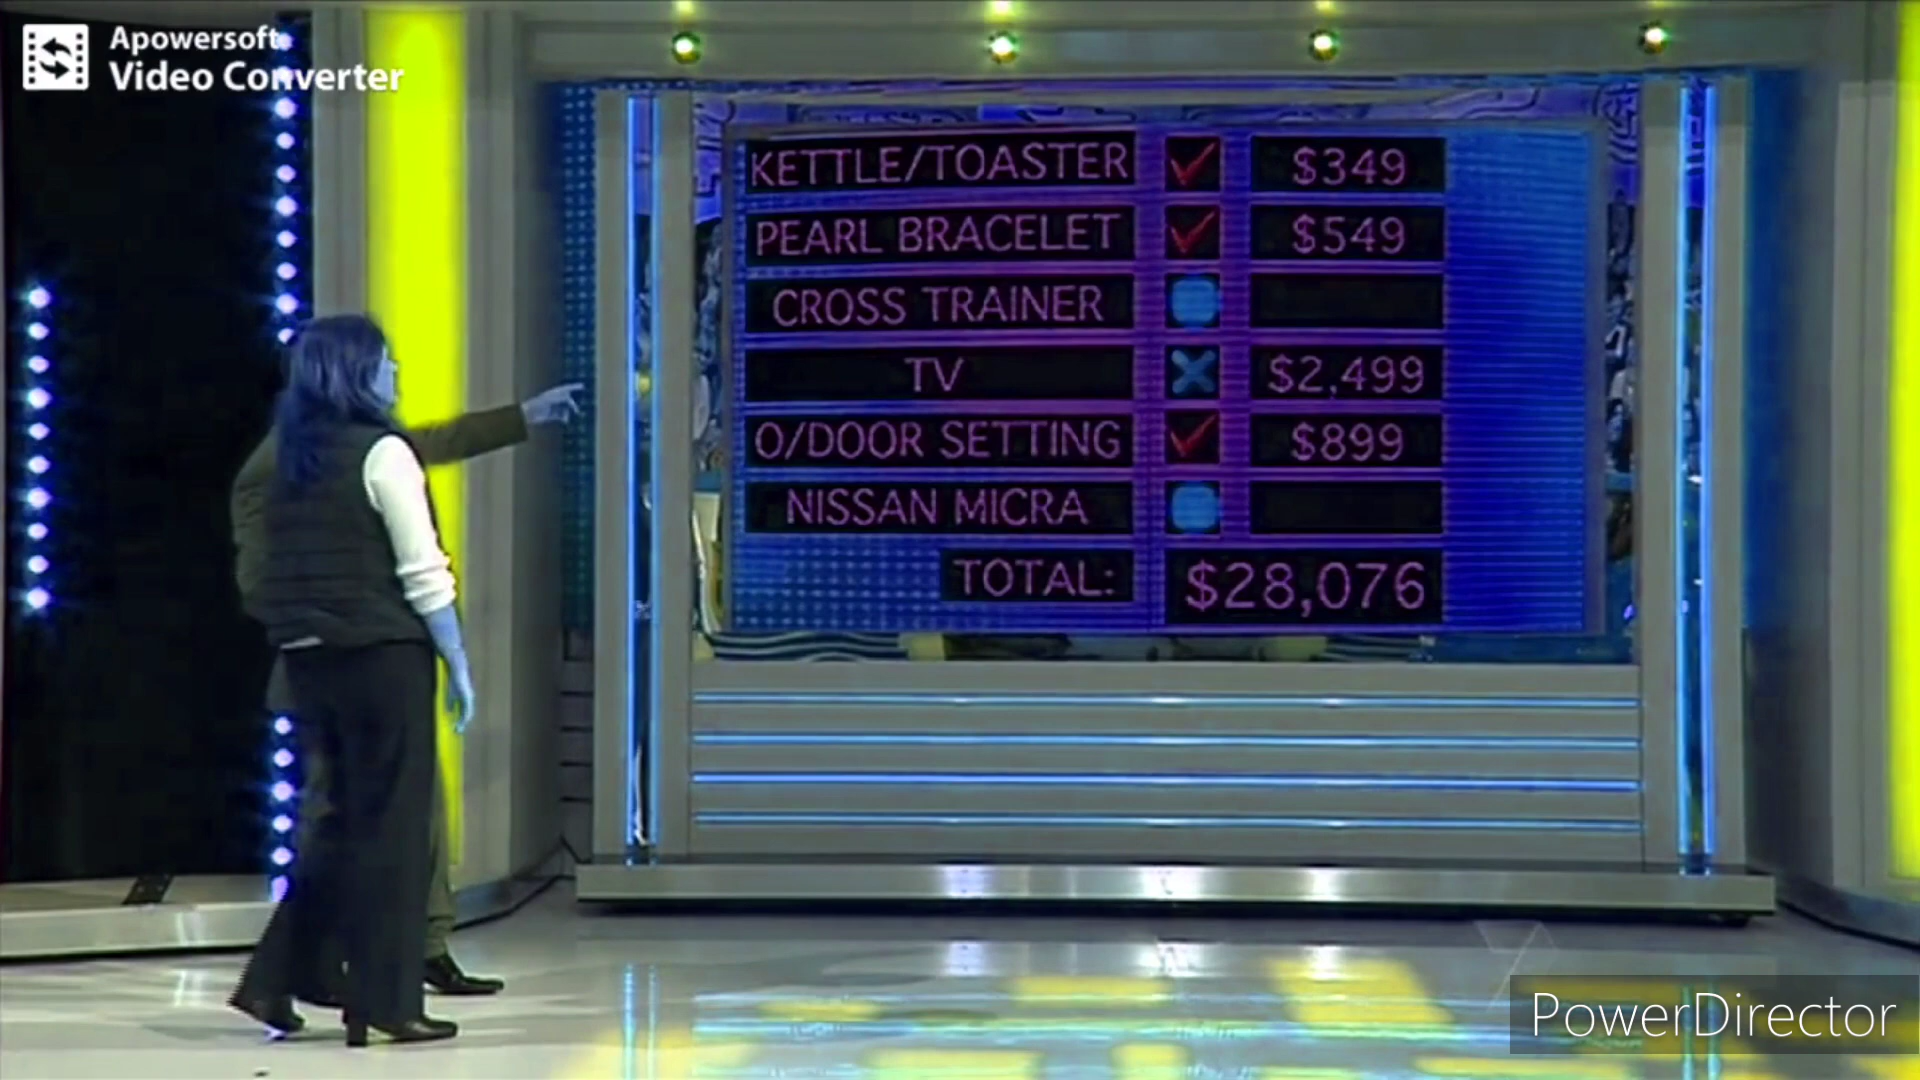 Apowersoft
Video Converter
KETTLE/TOASTER $349
PEARL BRACELET $549
CROSS TRAINER
TV $2,499
O/DOOR SETTING $899
NISSAN MICRA
TOTAL: $28,076
PowerDirector